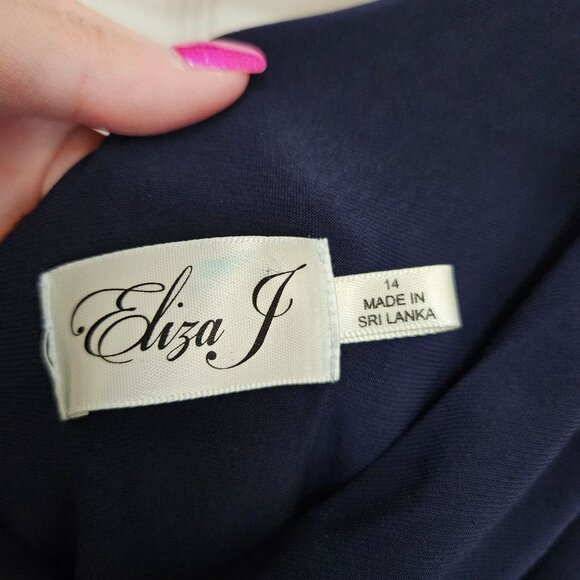 Eliza J
14
MADE IN
SRI LANKA